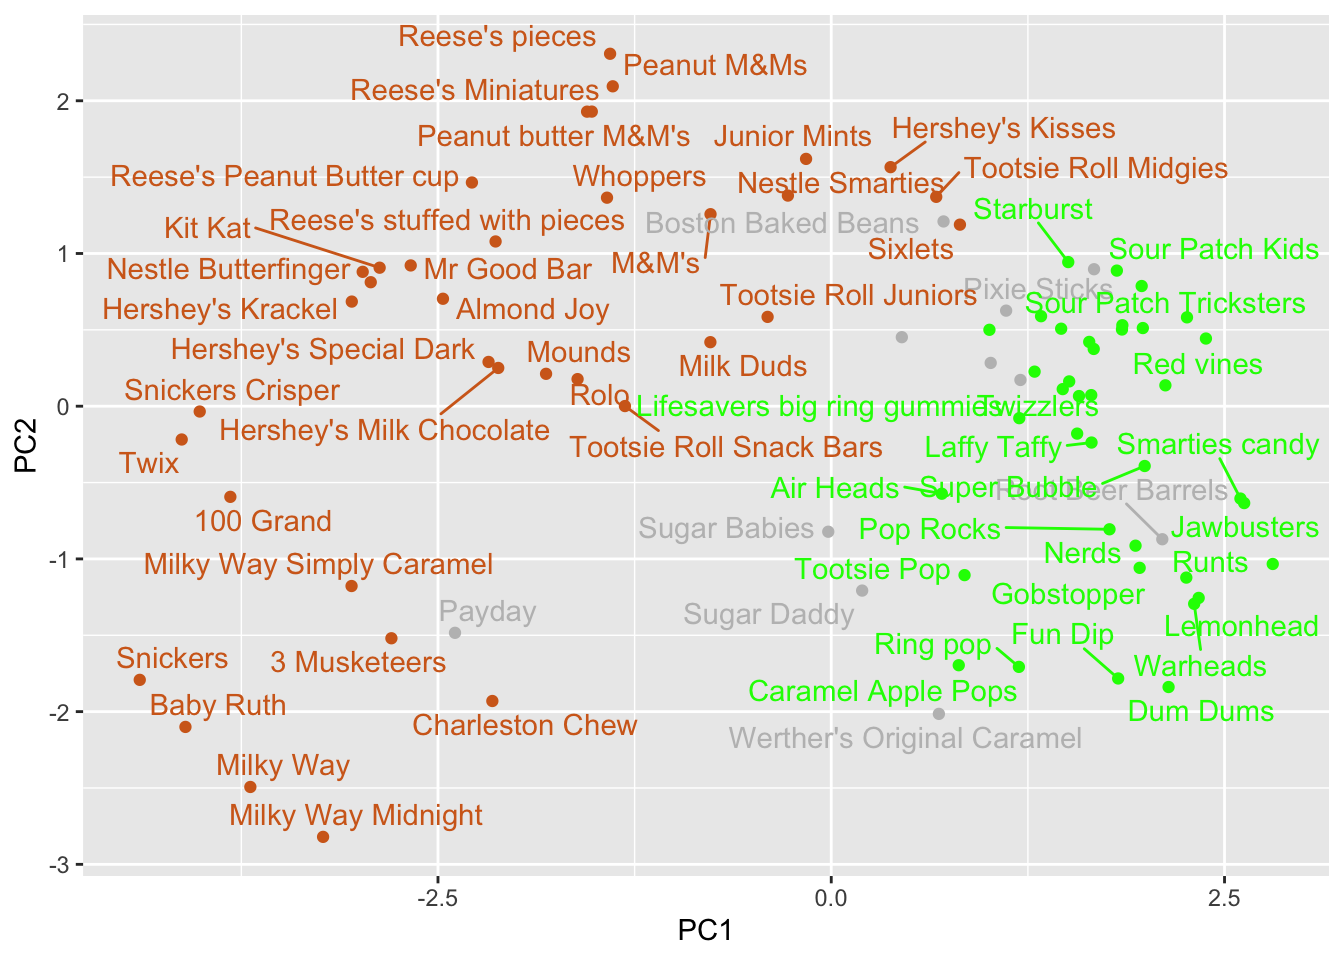 Reese's pieces
Peanut M&Ms
Reese's Miniatures
2
Peanut butter M&M's
Junior Mints
Hershey's Kisses
Reese's Peanut Butter cup
Whoppers
Nestle Smarties
Tootsie Roll Midgies
Kit Kat
Reese's stuffed with pieces
Boston Baked Beans
Starburst
1
Sixlets
Sour Patch Kids
Nestle Butterfinger
Mr Good Bar
M&M's
Hershey's Krackel
Almond Joy
Tootsie Roll Juniors
Pixie Sticks
Sour Patch Tricksters
Hershey's Special Dark
Mounds
Milk Duds
Red vines
Snickers Crisper
Rolo
0
Lifesavers big ring gummies
Twizzlers
Hershey's Milk Chocolate
Tootsie Roll Snack Bars
Laffy Taffy
Smarties candy
Twix
Air Heads
Super Bubble
Root Beer Barrels
100 Grand
Sugar Babies
Pop Rocks
Jawbusters
-1
Milky Way Simply Caramel
Tootsie Pop
Nerds
Runts
Payday
Sugar Daddy
Gobstopper
Lemonhead
Snickers
3 Musketeers
Ring pop
Fun Dip
Warheads
Baby Ruth
Caramel Apple Pops
-2
Charleston Chew
Werther's Original Caramel
Dum Dums
Milky Way
Milky Way Midnight
-3
-2.5
0.0
2.5
PC1
PC2